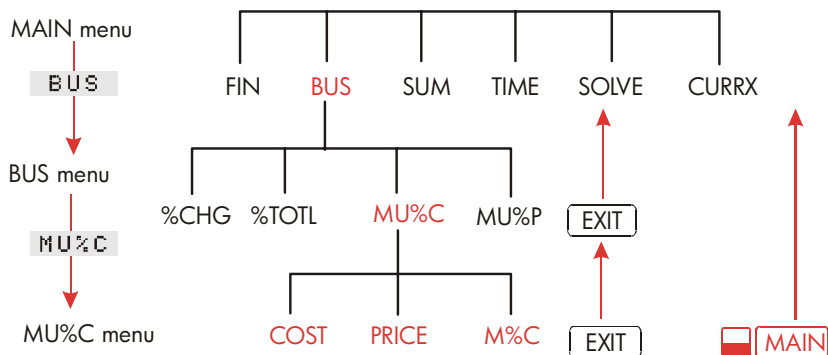 MAIN menu
BUS
FIN BUS SUM TIME SOLVE CURRX
BUS menu
%CHG %TOTL MU%C MU%P EXIT
MU%C
MU%C menu COST PRICE M%C EXIT MAIN